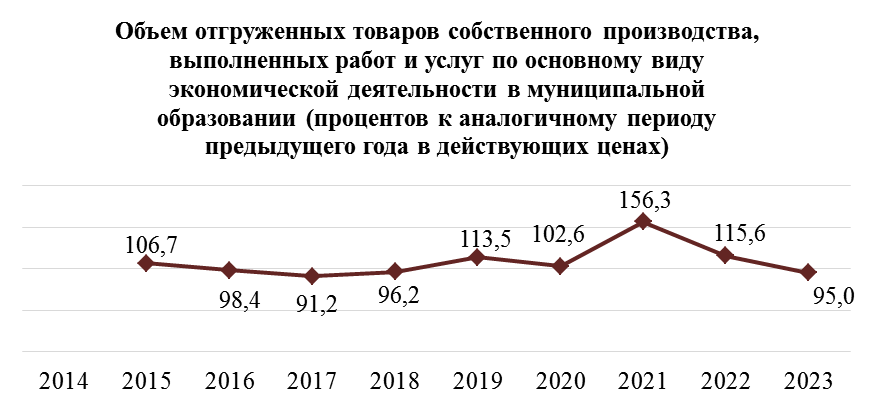 Объем отгруженных товаров собственного производства,
выполненных работ и услуг по основному виду
экономической деятельности в муниципальной
образовании (процентов к аналогичному периоду
предыдущего года в действующих ценах)
156,3
106,7
113,5
102,6
115,6
98,4
91,2
96,2
95,0
2014 2015 2016 2017 2018 2019 2020 2021 2022 2023